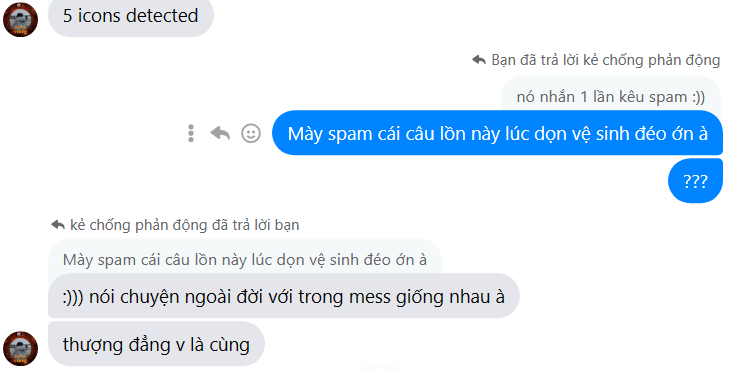 5 icons detected
Bạn đã trả lời kẻ chống phản động
nó nhắn 1 lần kêu spam :))
Mày spam cái câu lồn này lúc dọn vệ sinh đéo ớn à
???
kẻ chống phản động đã trả lời bạn
Mày spam cái câu lồn này lúc dọn vệ sinh đéo ớn à
:))) nói chuyện ngoài đời với trong mess giống nhau à
thượng đẳng v là cùng